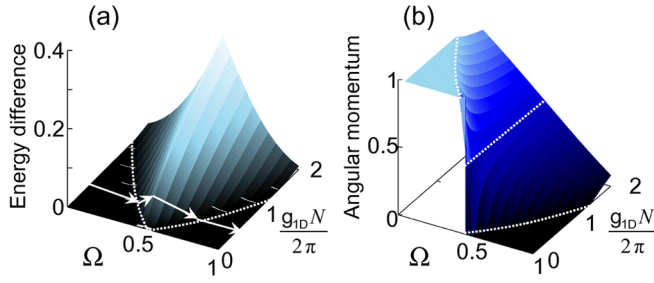 (a)
(b)
Energy difference
0.4
0.2
0
0.5
1
0
1
2
Ω
g1DN
2π
Angular momentum
1
0.5
0
0.5
1
0
1
2
Ω
g1DN
2π